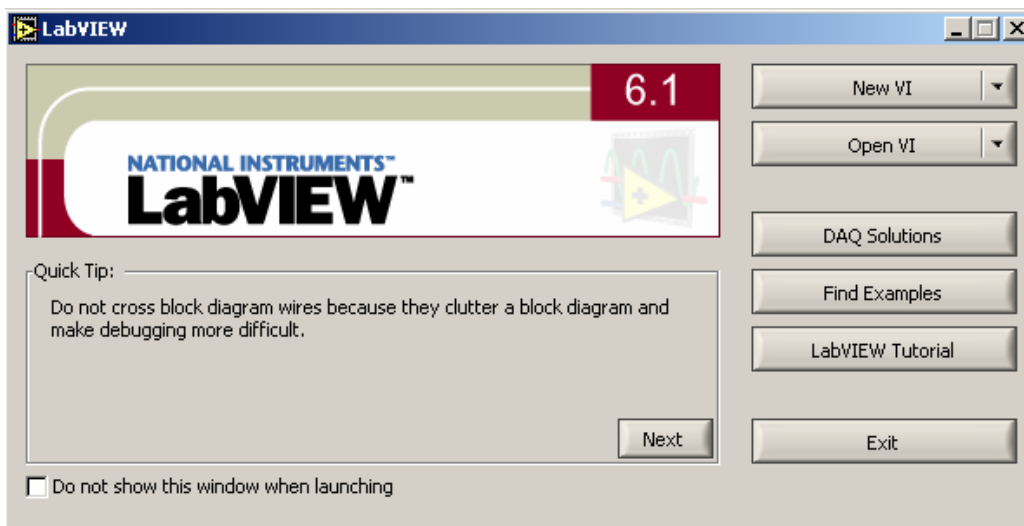 LabVIEW
6.1
NATIONAL INSTRUMENTS™
LabVIEW™
Quick Tip:
Do not cross block diagram wires because they clutter a block diagram and
make debugging more difficult.
Next
Do not show this window when launching
New VI
Open VI
DAQ Solutions
Find Examples
LabVIEW Tutorial
Exit